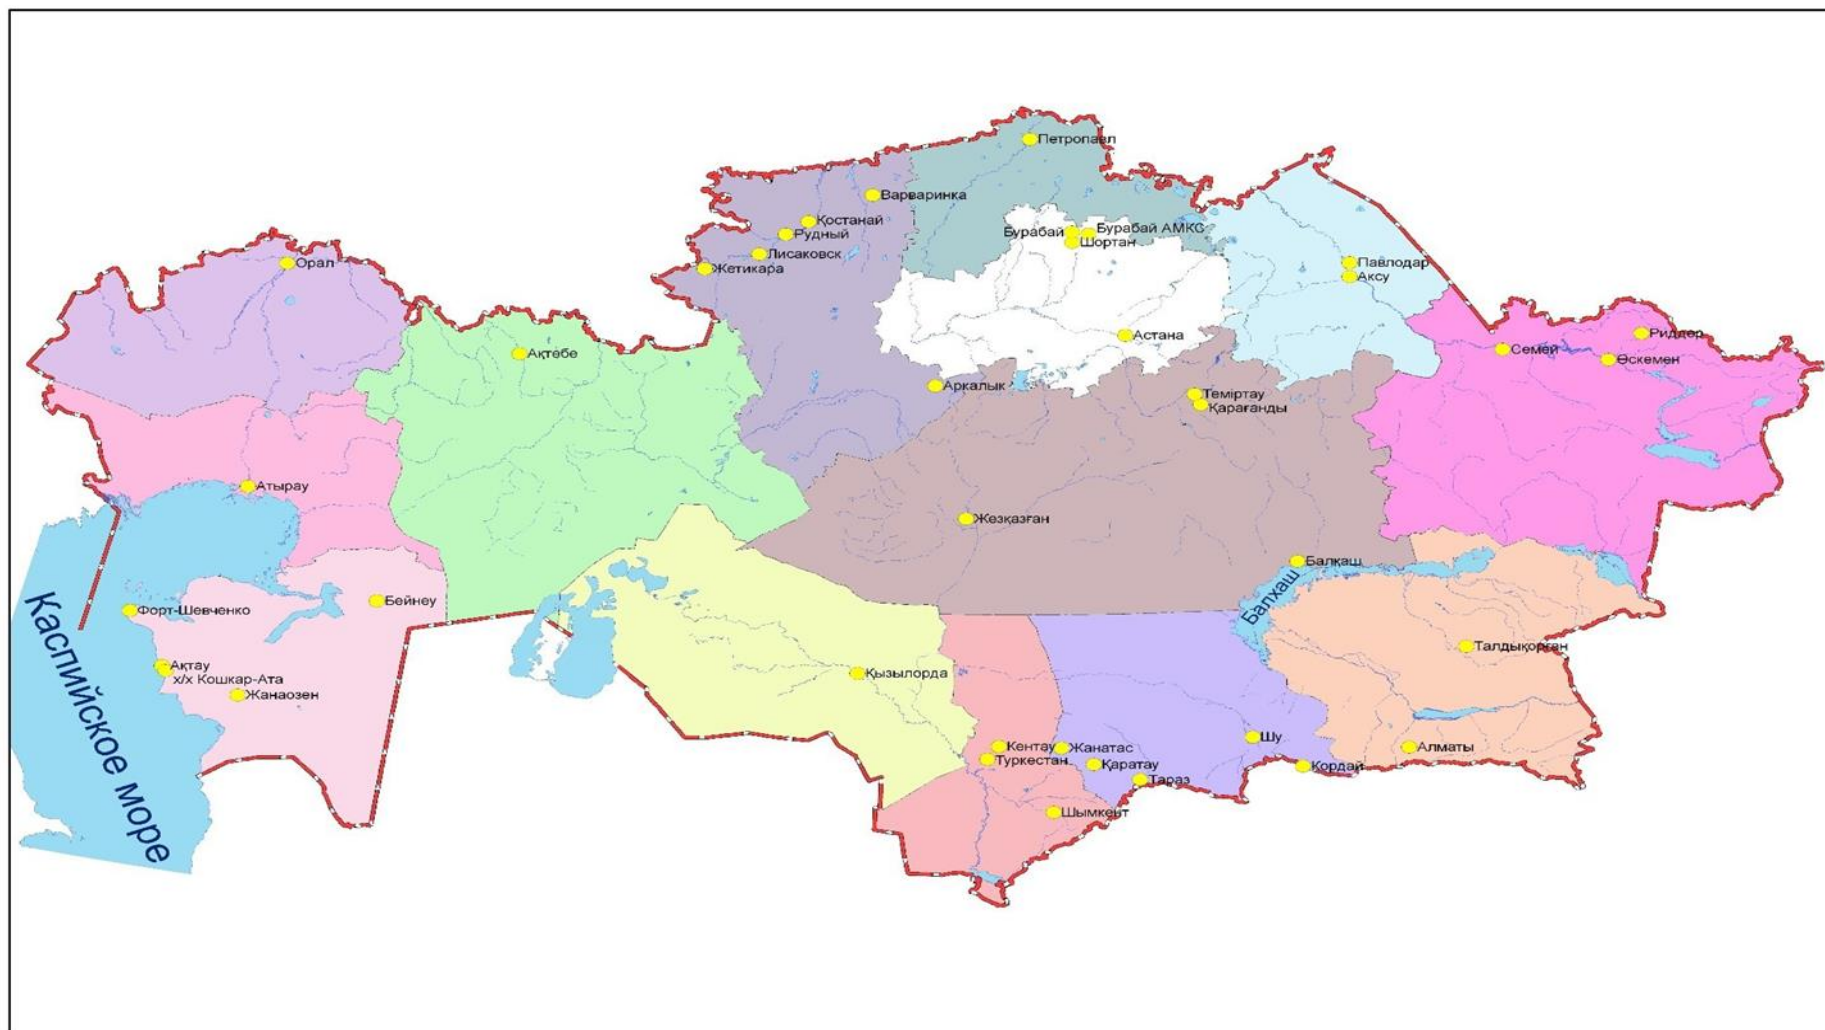 Петропавл
Варваринка
Қостанай
Рудный
Лисаковск
Жетикара
Бурабай
Бурабай АМКС
Шортан
Павлодар
Аксу
Орал
Ақтөбе
Астана
Риддер
Семей
Өскемен
Аркалык
Теміртау
Қарағанды
Атырау
Жезқазған
Балқаш
Балхаш
Форт-Шевченко
Бейнеу
Ақтау
х/х Кошкар-Ата
Жанаозен
Каспийское море
Қызылорда
Талдықорған
Кентау
Туркестан
Жанатас
Қаратау
Тараз
Шу
Кордай
Алматы
Шымкент